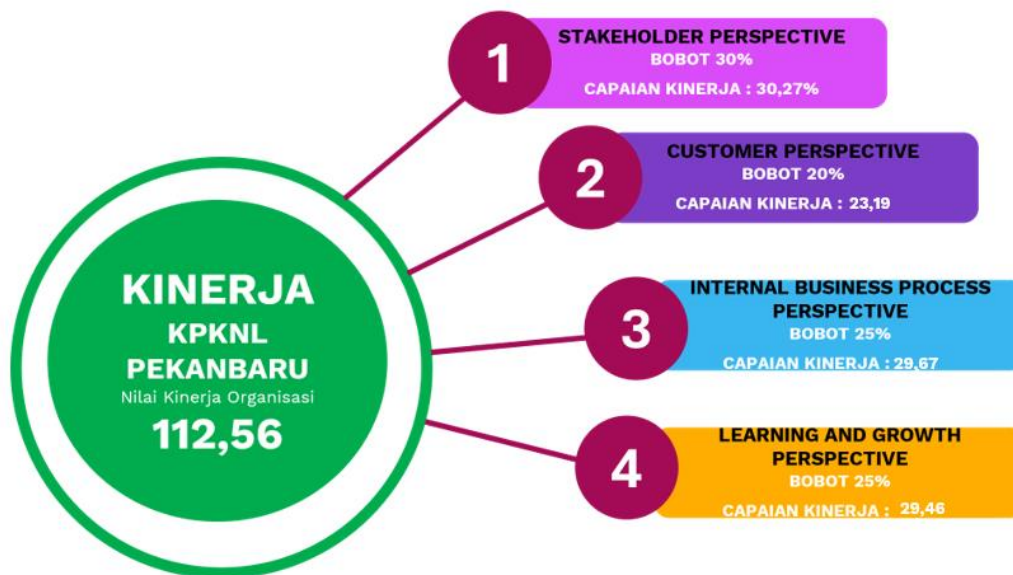 KINERJA
KPKNL
PEKANBARU
Nilai Kinerja Organisasi
112,56
1
STAKEHOLDER PERSPECTIVE
BOBOT 30%
CAPAIAN KINERJA : 30,27%
2
CUSTOMER PERSPECTIVE
BOBOT 20%
CAPAIAN KINERJA : 23,19
3
INTERNAL BUSINESS PROCESS
PERSPECTIVE
BOBOT 25%
CAPAIAN KINERJA : 29,67
4
LEARNING AND GROWTH
PERSPECTIVE
BOBOT 25%
CAPAIAN KINERJA : 29,46